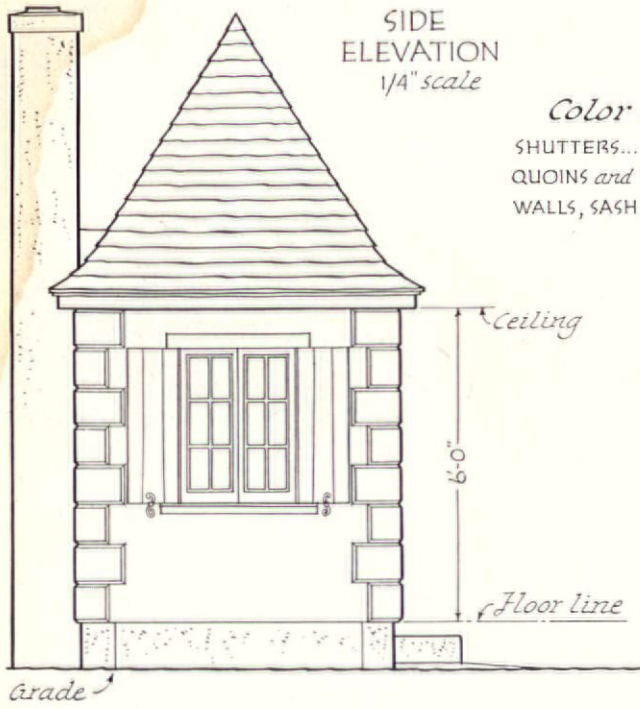 SIDE
ELEVATION
1/4" scale
Color
SHUTTERS...
QUOINS and
WALLS, SASH
Ceiling
6'-0"
Floor line
Grade